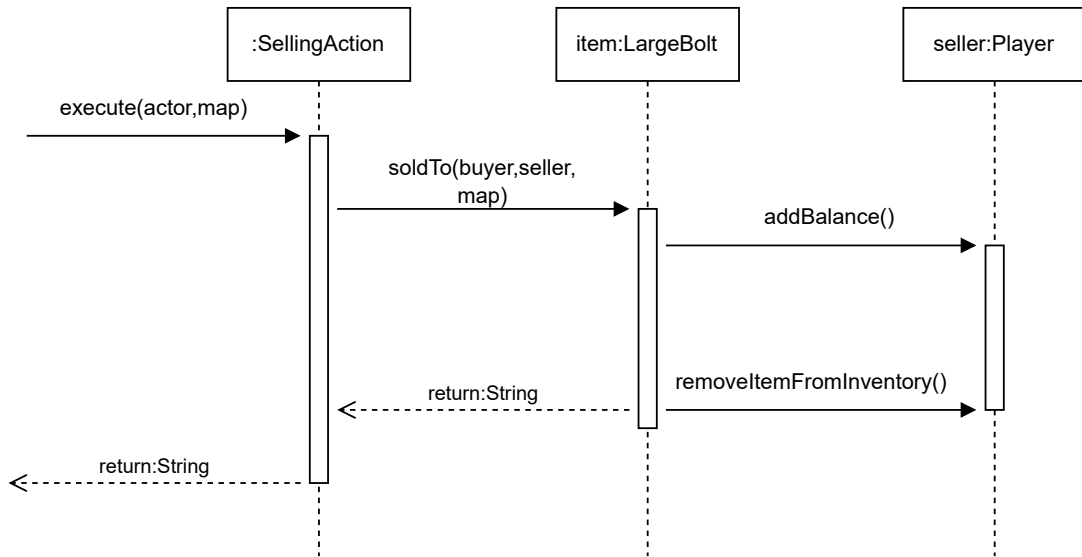 :SellingAction
item:LargeBolt
seller:Player
execute(actor,map)
soldTo(buyer,seller,
map)
addBalance()
removeItemFromInventory()
return:String
return:String